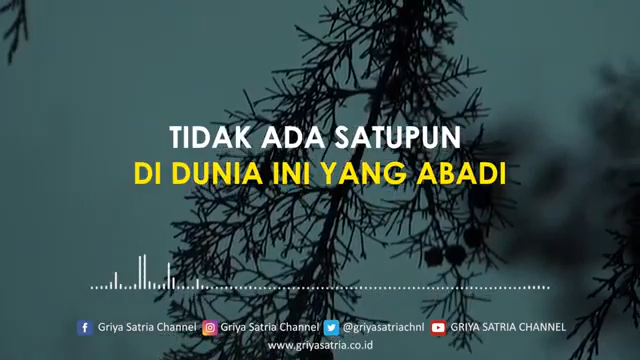 TIDAK ADA SATUPUN
DI DUNIA INI YANG ABADI
Griya Satria Channel Griya Satria Channel @griyasatriachnl GRIYA SATRIA CHANNEL
www.griyasatria.co.id